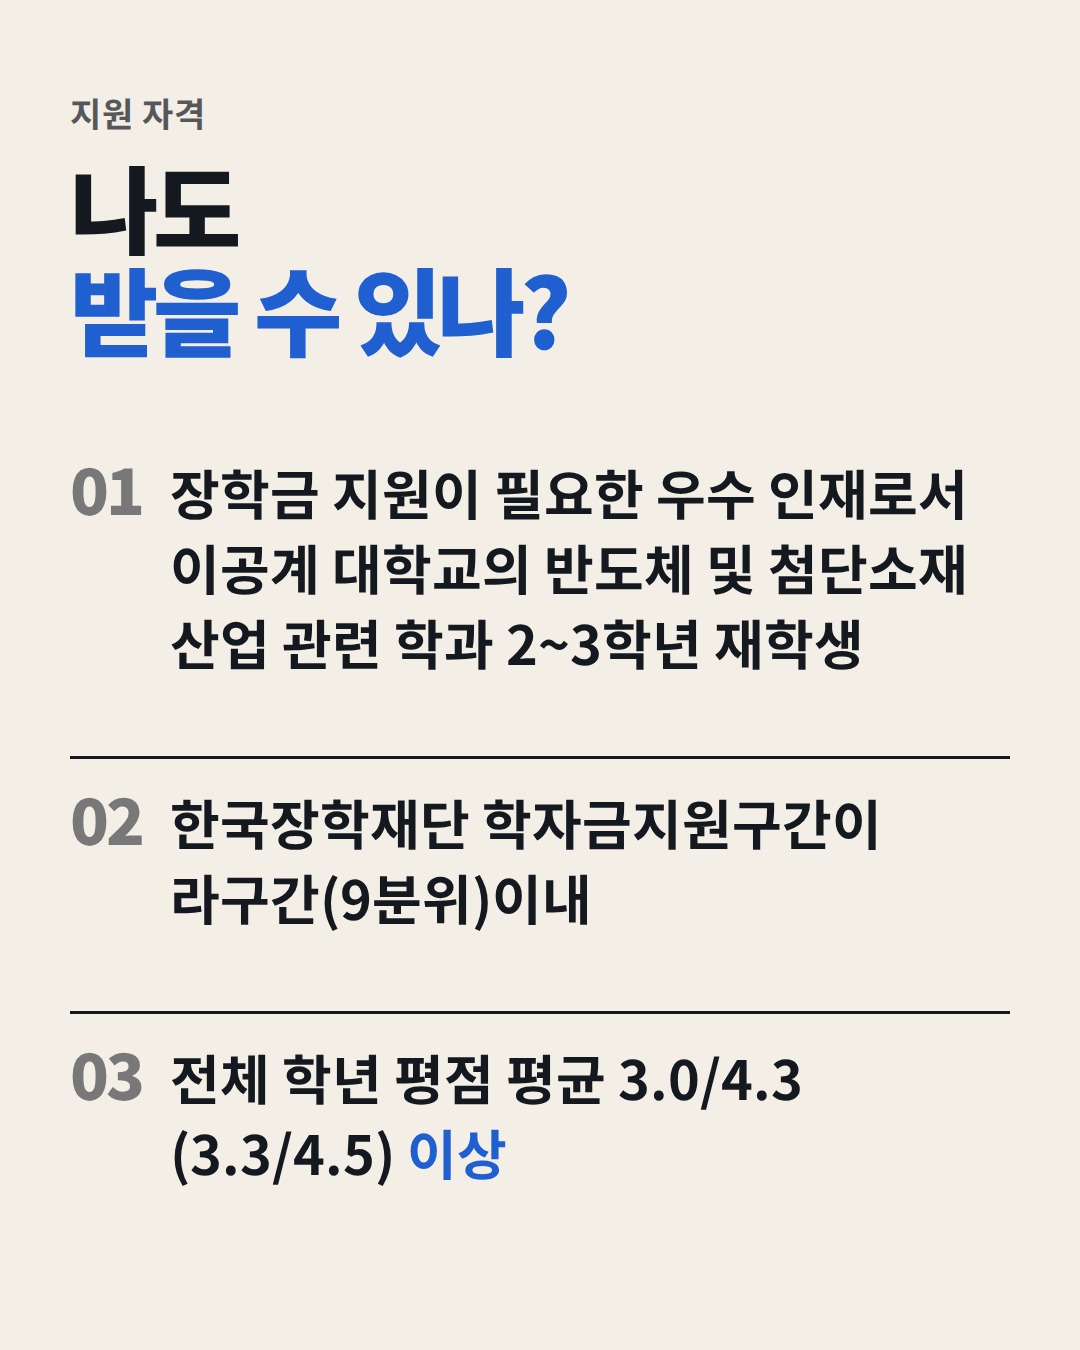 지원 자격
나도
받을 수 있나?
01 장학금 지원이 필요한 우수 인재로서
이공계 대학교의 반도체 및 첨단소재
산업 관련 학과 2~3학년 재학생
02 한국장학재단 학자금지원구간이
라구간(9분위)이내
03 전체 학년 평점 평균 3.0/4.3
(3.3/4.5) 이상